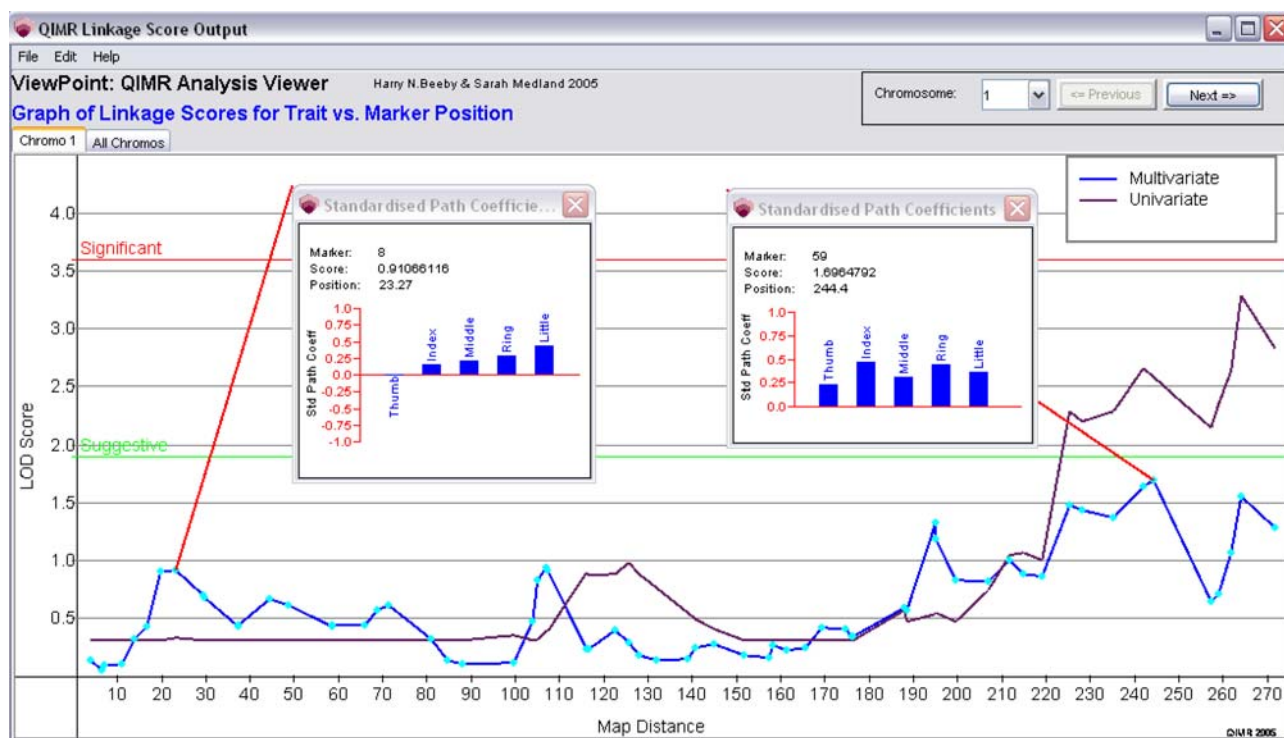 QIMR Linkage Score Output
File Edit Help
ViewPoint: QIMR Analysis Viewer Harry N.Beeby & Sarah Medland 2005
Graph of Linkage Scores for Trait vs. Marker Position
Chromosome: 1 <= Previous Next =>
Chromo 1 All Chromos
Multivariate
Univariate
LOD Score
4.0
3.5
3.0
2.5
2.0
1.5
1.0
0.5
Significant
Suggestive
Standardised Path Coefficie...
Marker: 8
Score: 0.91066116
Position: 23.27
Std Path Coeff
1.0
0.75
0.5
0.25
0.0
-0.25
-0.5
-0.75
-1.0
Thumb
Index
Middle
Ring
Little
Standardised Path Coefficients
Marker: 59
Score: 1.6964792
Position: 244.4
Std Path Coeff
1.0
0.75
0.5
0.25
0.0
Thumb
Index
Middle
Ring
Little
10 20 30 40 50 60 70 80 90 100 110 120 130 140 150 160 170 180 190 200 210 220 230 240 250 260 270
Map Distance
QIMR 2005